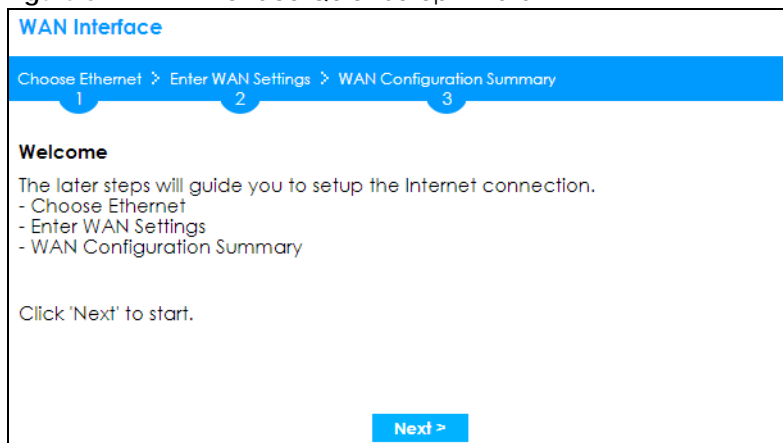 WAN Interface
Choose Ethernet > Enter WAN Settings > WAN Configuration Summary
1 2 3
Welcome
The later steps will guide you to setup the Internet connection.
- Choose Ethernet
- Enter WAN Settings
- WAN Configuration Summary
Click 'Next' to start.
Next >